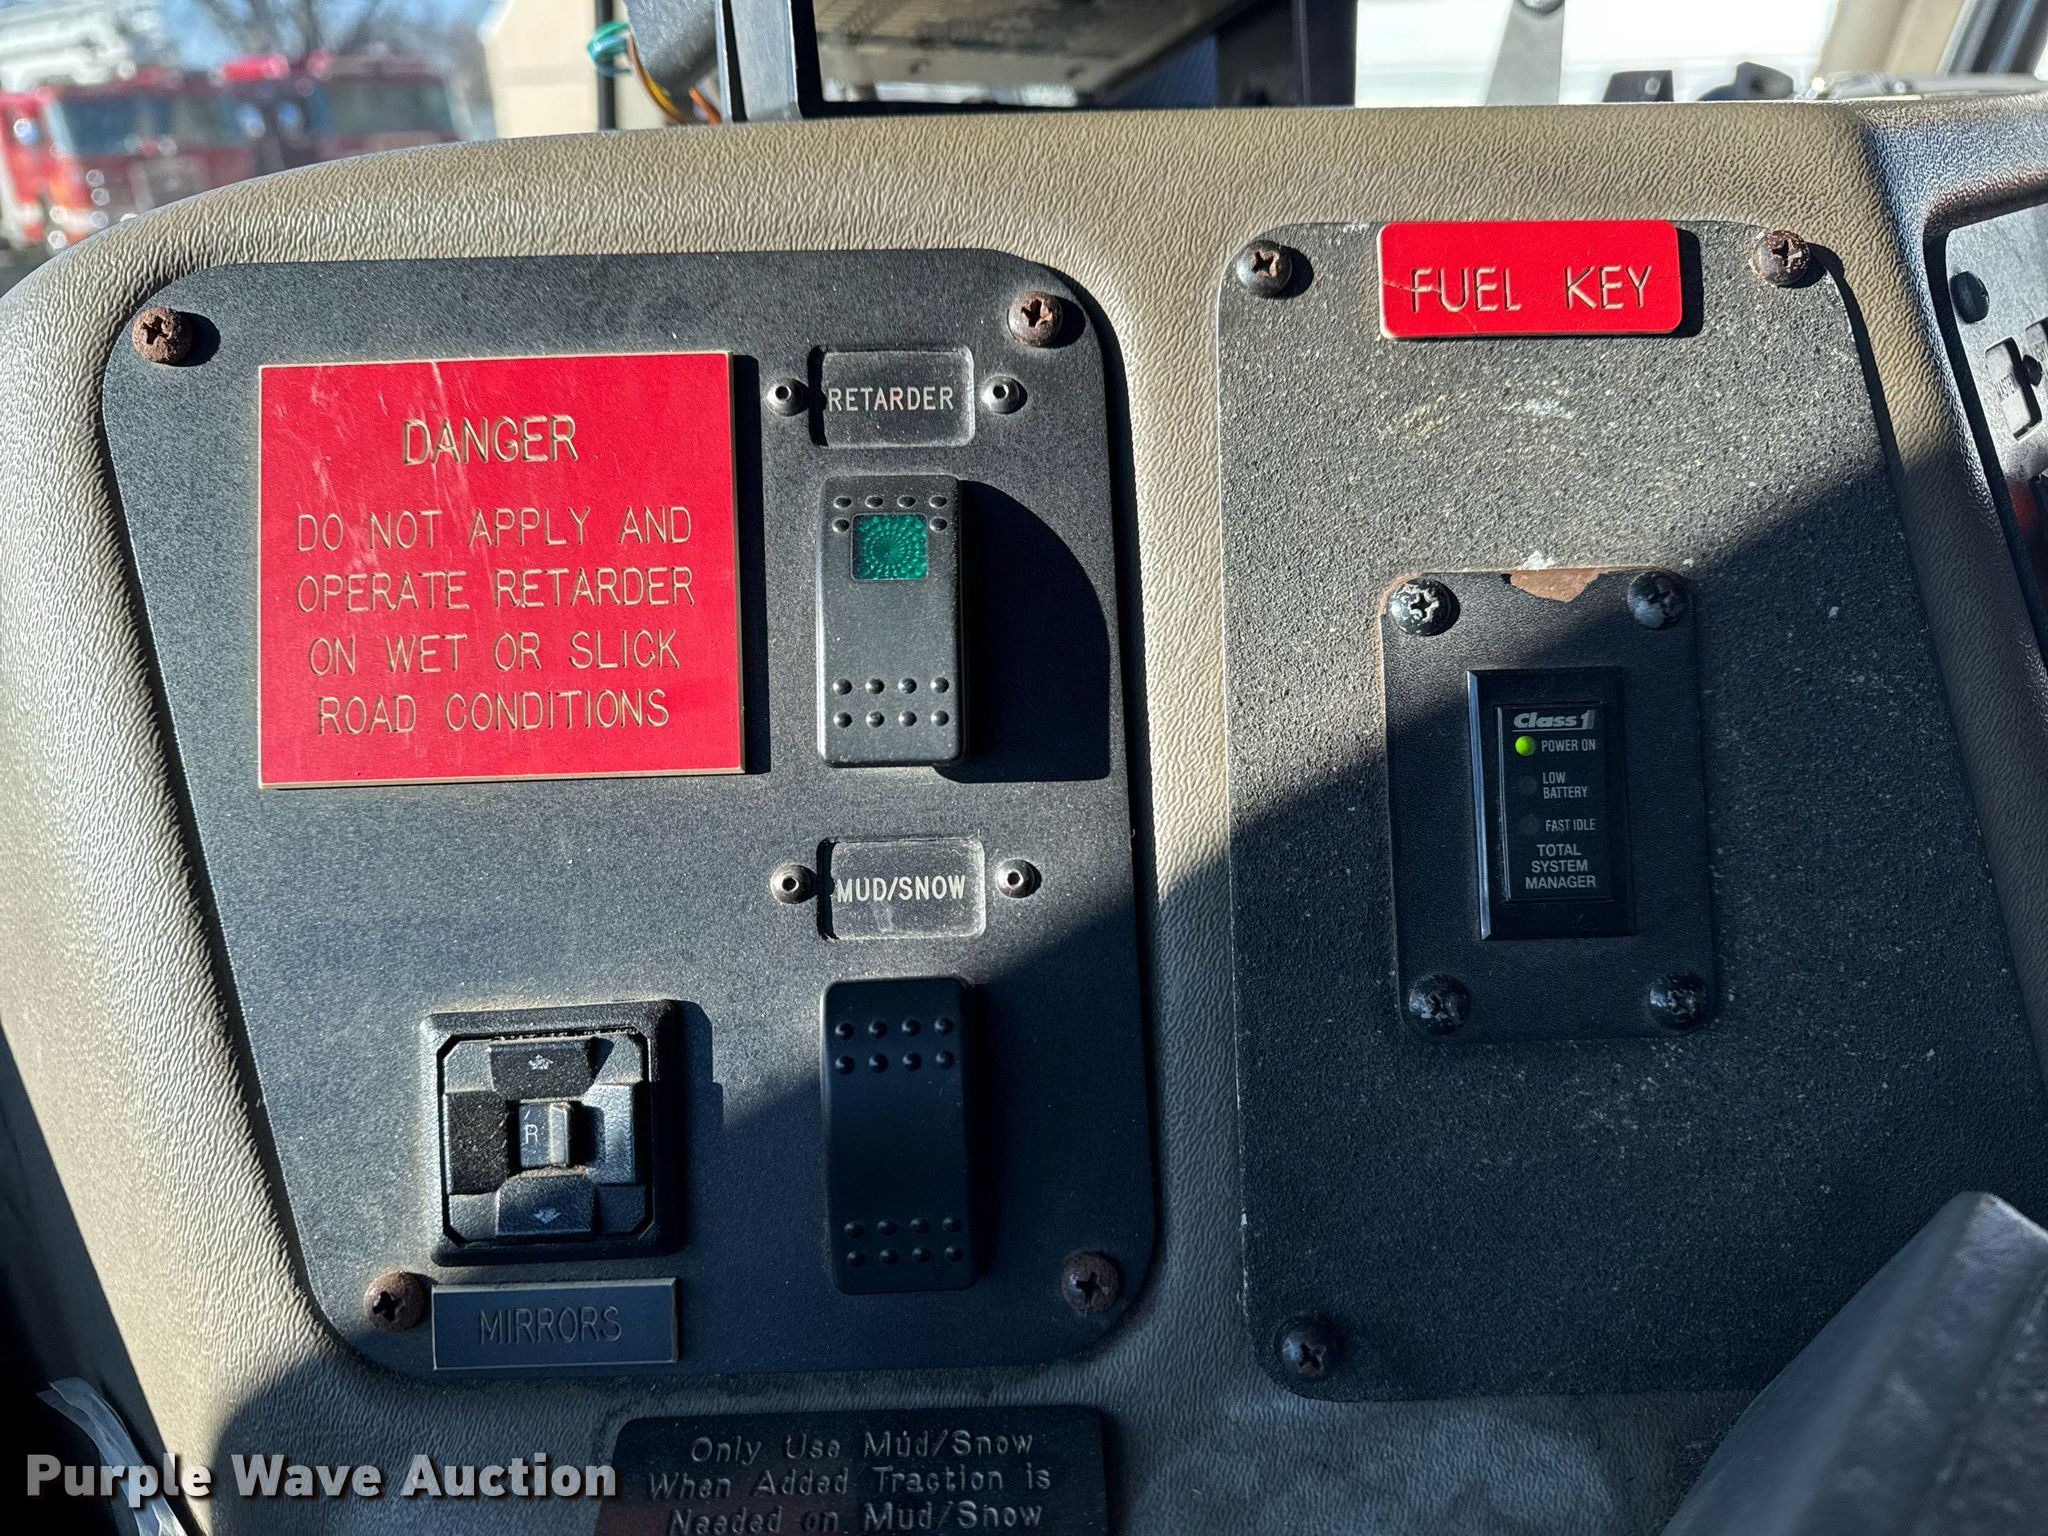 FUEL KEY
DANGER
DO NOT APPLY AND
OPERATE RETARDER
ON WET OR SLICK
ROAD CONDITIONS
RETARDER
Class 1
POWER ON
LOW
BATTERY
FAST IDLE
TOTAL
SYSTEM
MANAGER
MUD/SNOW
R
MIRRORS
Only Use Mud/Snow
When Added Traction is
Needed on Mud/Snow
Purple Wave Auction